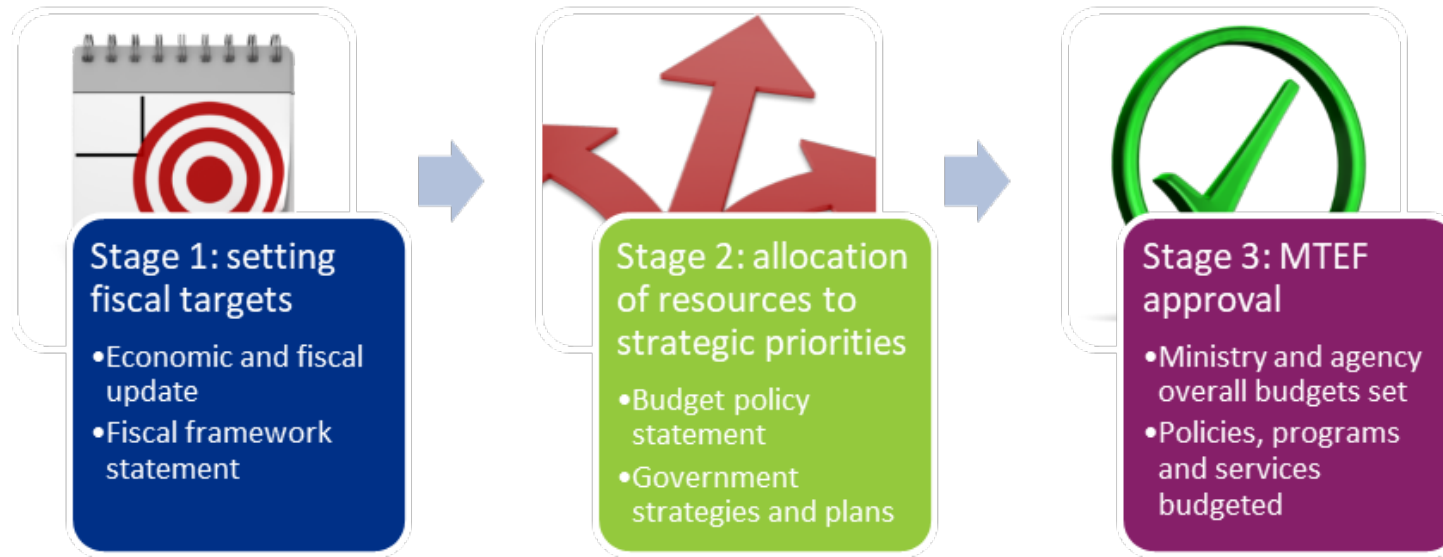 Stage 1: setting
fiscal targets
•Economic and fiscal
update
•Fiscal framework
statement
Stage 2: allocation
of resources to
strategic priorities
•Budget policy
statement
•Government
strategies and plans
Stage 3: MTEF
approval
•Ministry and agency
overall budgets set
•Policies, programs
and services
budgeted